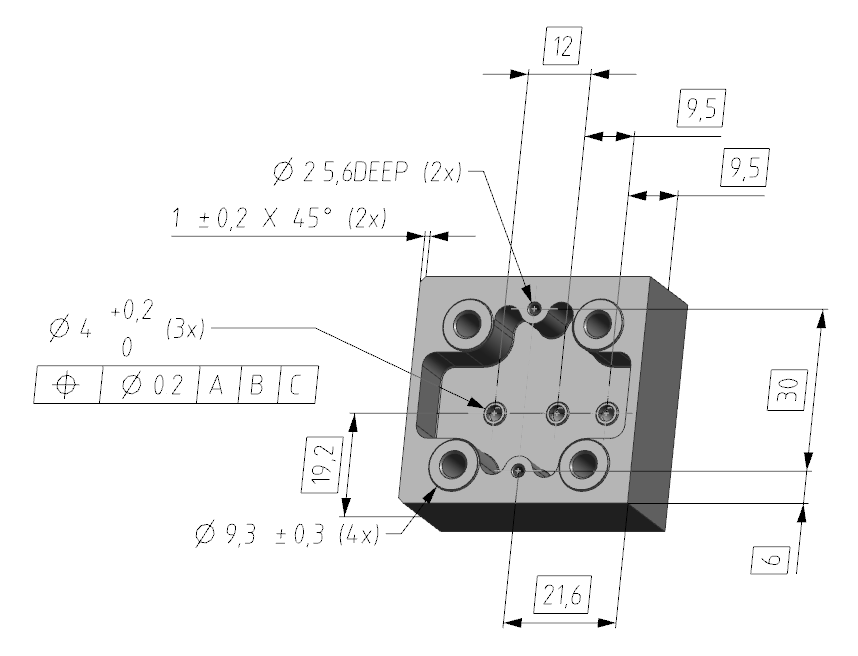 12
9,5
9,5
Ø 2 5,6DEEP (2x)
1 ±0,2 X 45° (2x)
Ø 4 +0,2 0 (3x)
⌖ Ø 0 2 A B C
30
19,2
Ø 9,3 ±0,3 (4x)
6
21,6